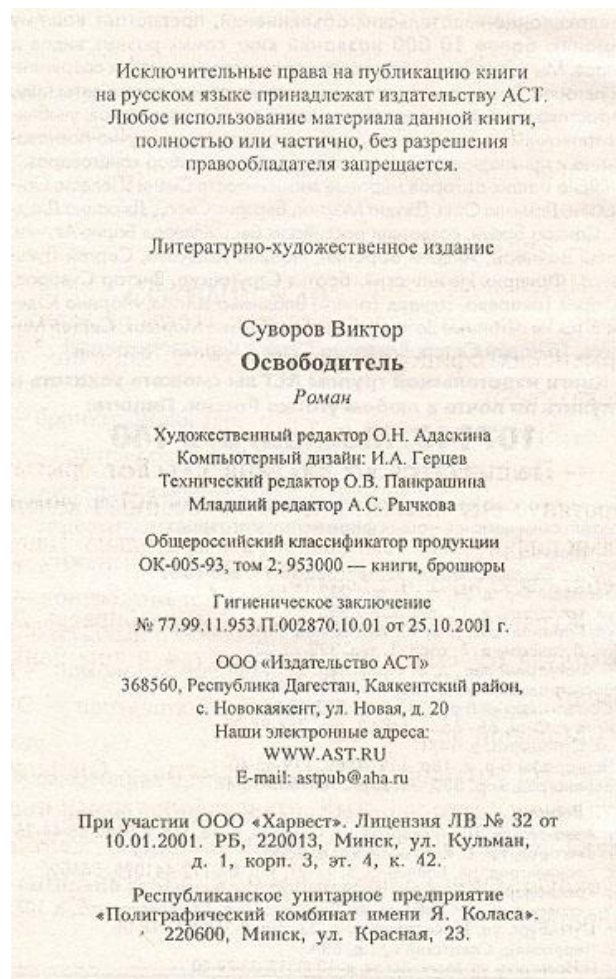 Исключительные права на публикацию книги
на русском языке принадлежат издательству АСТ.
Любое использование материала данной книги,
полностью или частично, без разрешения
правообладателя запрещается.
Литературно-художественное издание
Суворов Виктор
Освободитель
Роман
Художественный редактор О.Н. Адаскина
Компьютерный дизайн: И.А. Герцев
Технический редактор О.В. Панкрашина
Младший редактор А.С. Рычкова
Общероссийский классификатор продукции
ОК-005-93, том 2; 953000 — книги, брошюры
Гигиеническое заключение
№ 77.99.11.953.П.002870.10.01 от 25.10.2001 г.
ООО «Издательство АСТ»
368560, Республика Дагестан, Каякентский район,
с. Новокаякент, ул. Новая, д. 20
Наши электронные адреса:
WWW.AST.RU
E-mail: astpub@aha.ru
При участии ООО «Харвест». Лицензия ЛВ № 32 от
10.01.2001. РБ, 220013, Минск, ул. Кульман,
д. 1, корп. 3, эт. 4, к. 42.
Республиканское унитарное предприятие
«Полиграфический комбинат имени Я. Коласа».
220600, Минск, ул. Красная, 23.